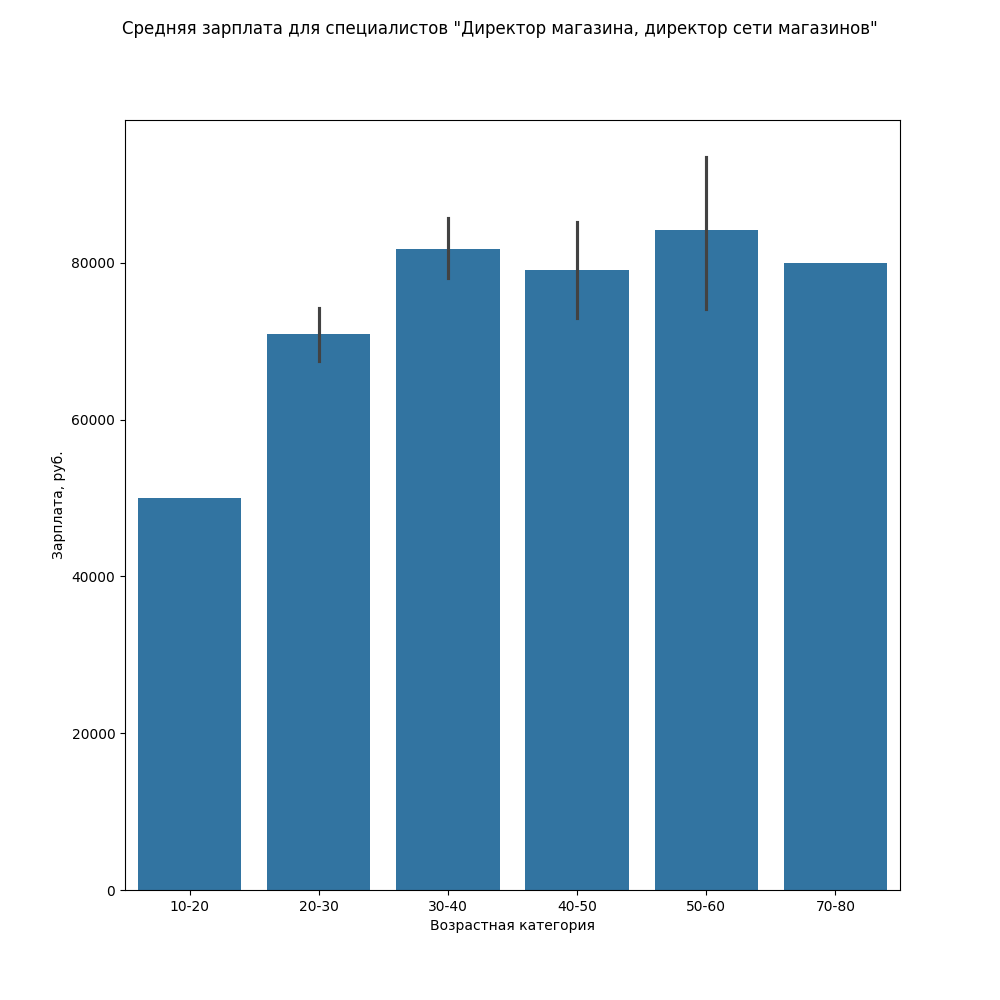 Средняя зарплата для специалистов "Директор магазина, директор сети магазинов"
80000
60000
40000
20000
0
Зарплата, руб.
10-20 20-30 30-40 40-50 50-60 70-80
Возрастная категория